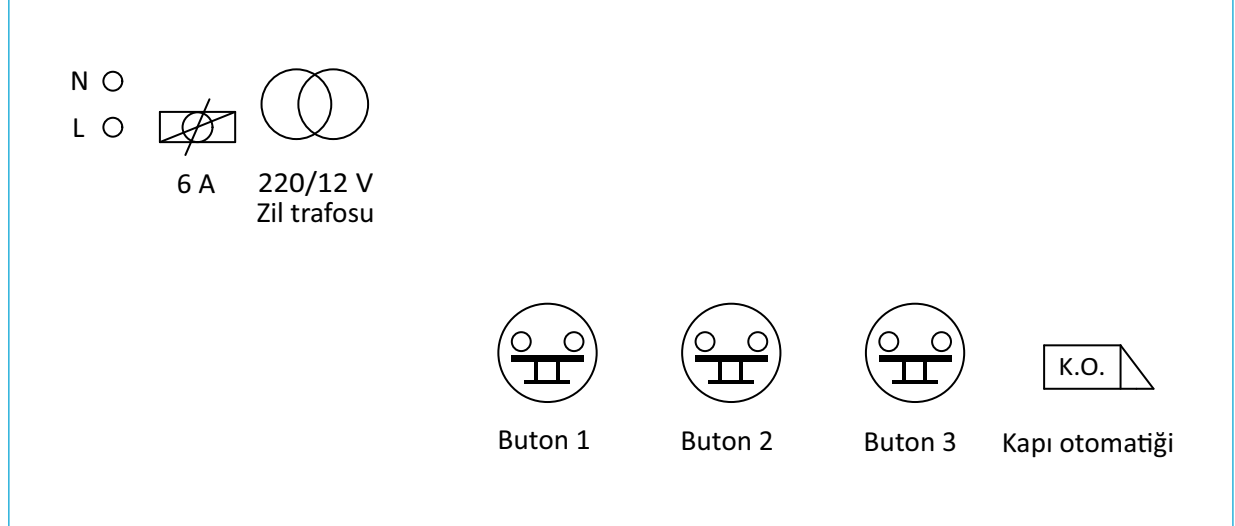 N
L
6 A
220/12 V
Zil trafosu
K.O.
Buton 1
Buton 2
Buton 3
Kapı otomatiği